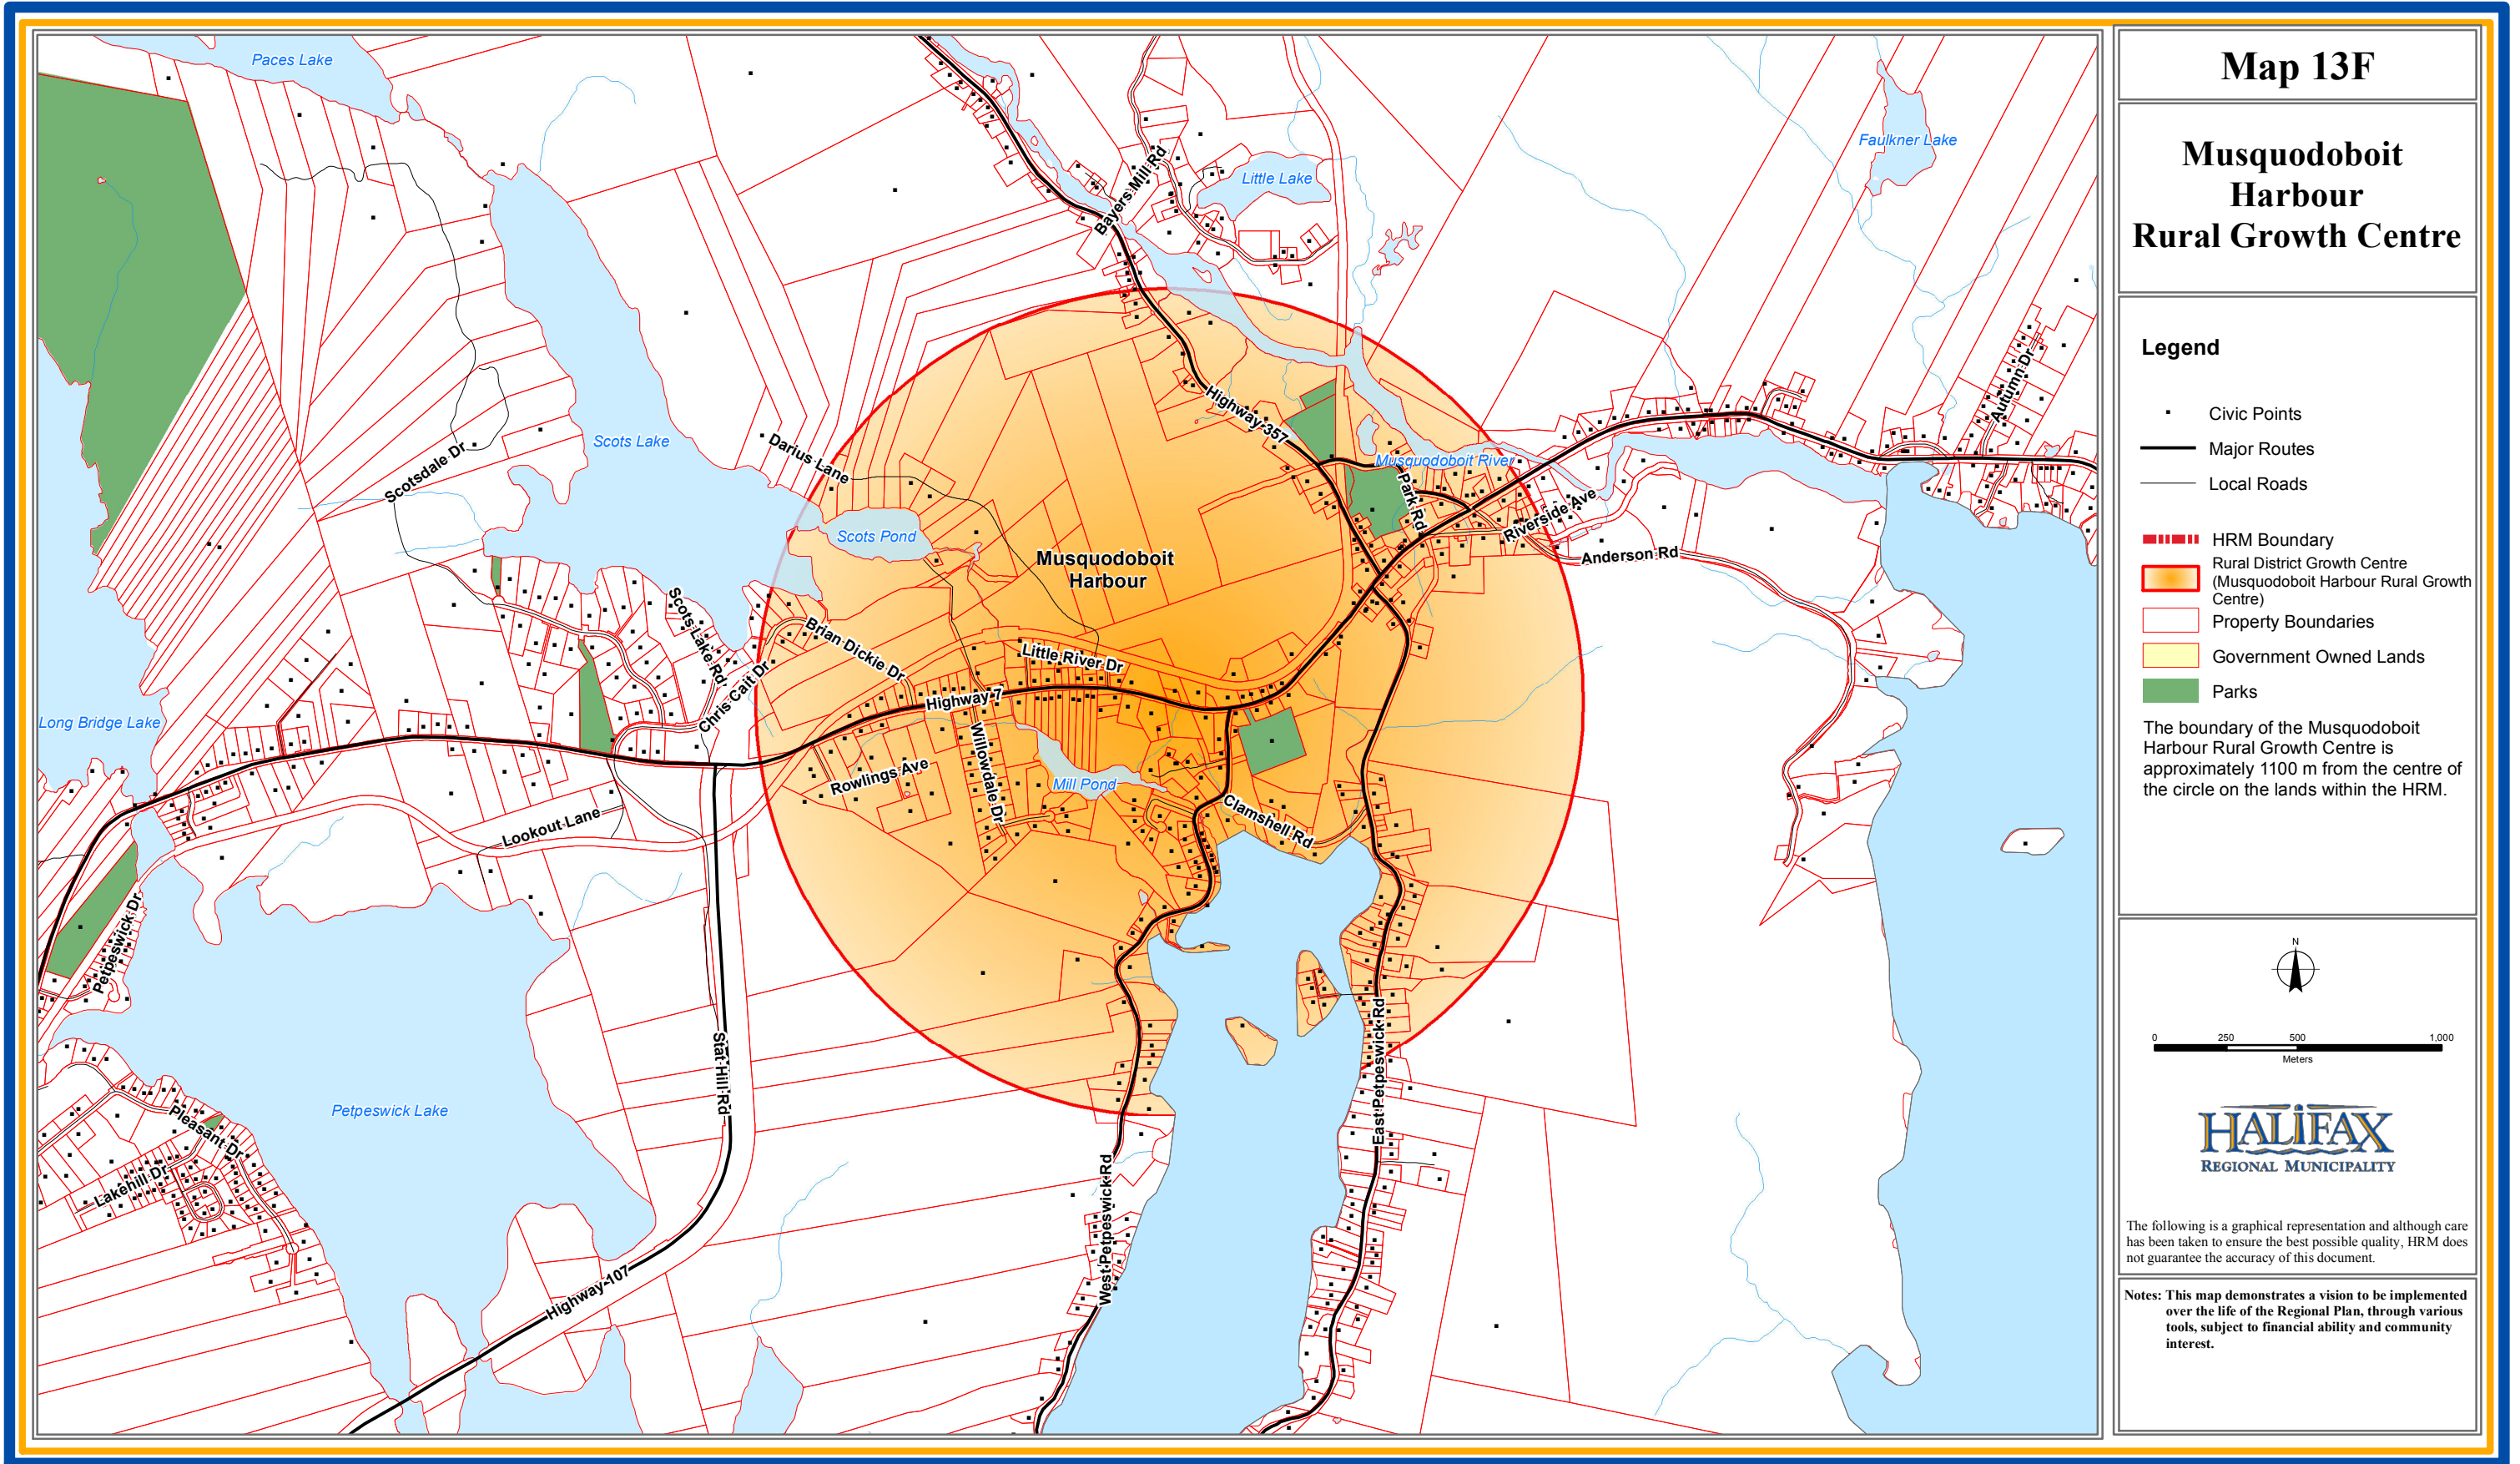 Map 13F
Musquodoboit
Harbour
Rural Growth Centre
Legend
Civic Points
Major Routes
Local Roads
HRM Boundary
Rural District Growth Centre
(Musquodoboit Harbour Rural Growth
Centre)
Property Boundaries
Government Owned Lands
Parks
The boundary of the Musquodoboit
Harbour Rural Growth Centre is
approximately 1100 m from the centre of
the circle on the lands within the HRM.
N
0 250 500 1,000
Meters
HALIFAX
REGIONAL MUNICIPALITY
The following is a graphical representation and although care
has been taken to ensure the best possible quality, HRM does
not guarantee the accuracy of this document.
Notes: This map demonstrates a vision to be implemented
over the life of the Regional Plan, through various
tools, subject to financial ability and community
interest.
Paces Lake
Faulkner Lake
Bayers Mill Rd
Little Lake
Autumn Dr
Highway 357
Scots Lake
Darius Lane
Musquodoboit River
Scotsdale Dr
Park Rd
Riverside Ave
Scots Pond
Anderson Rd
Musquodoboit
Harbour
Scots Lake Rd
Brian Dickie Dr
Little River Dr
Chris Cait Dr
Highway 7
Long Bridge Lake
Willowdale Dr
Rowlings Ave
Mill Pond
Clamshell Rd
Lookout Lane
Petpeswick Dr
Stat Hill Rd
East Petpeswick Rd
Petpeswick Lake
Pleasant Dr
Lakehill Dr
West Petpeswick Rd
Highway 107